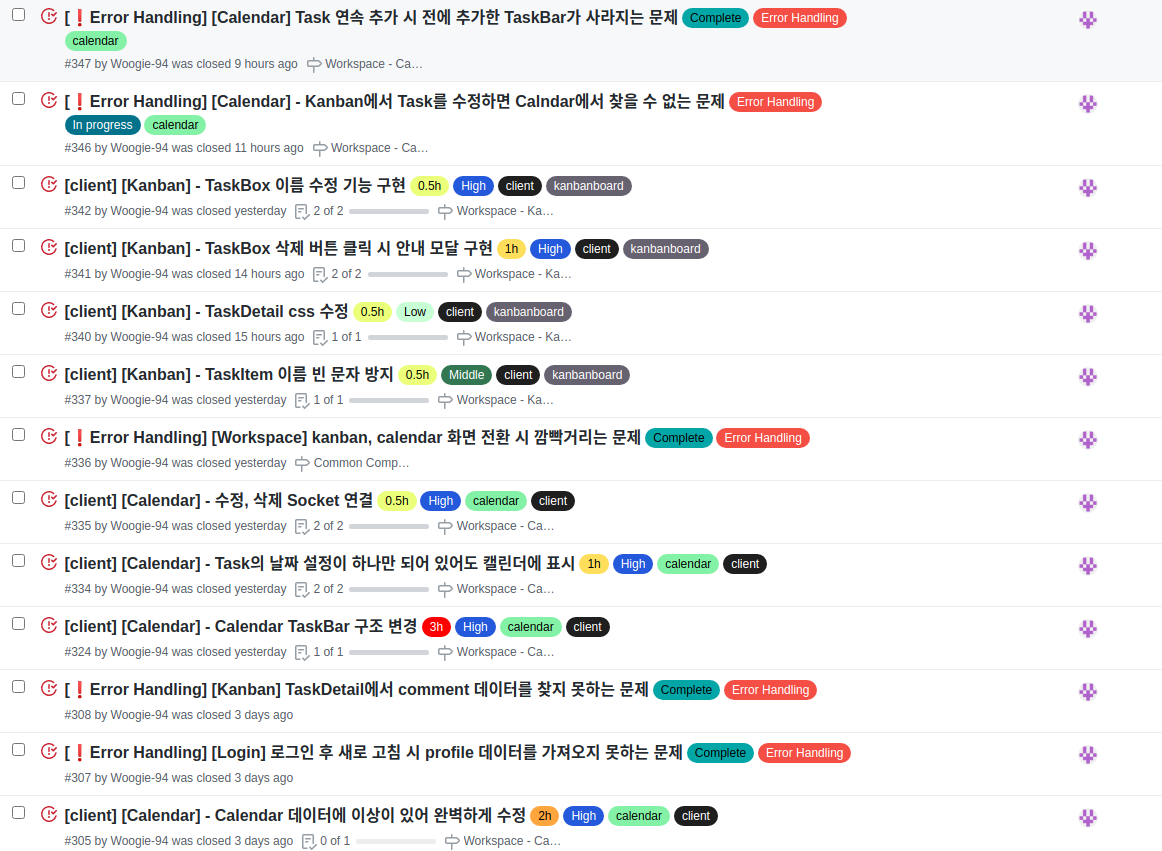 [❗Error Handling] [Calendar] Task 연속 추가 시 전에 추가한 TaskBar가 사라지는 문제 Complete Error Handling
calendar
#347 by Woogie-94 was closed 9 hours ago Workspace - Ca…
[❗Error Handling] [Calendar] - Kanban에서 Task를 수정하면 Calndar에서 찾을 수 없는 문제 Error Handling
In progress calendar
#346 by Woogie-94 was closed 11 hours ago Workspace - Ca…
[client] [Kanban] - TaskBox 이름 수정 기능 구현 0.5h High client kanbanboard
#342 by Woogie-94 was closed yesterday 2 of 2 Workspace - Ka…
[client] [Kanban] - TaskBox 삭제 버튼 클릭 시 안내 모달 구현 1h High client kanbanboard
#341 by Woogie-94 was closed 14 hours ago 2 of 2 Workspace - Ka…
[client] [Kanban] - TaskDetail css 수정 0.5h Low client kanbanboard
#340 by Woogie-94 was closed 15 hours ago 1 of 1 Workspace - Ka…
[client] [Kanban] - TaskItem 이름 빈 문자 방지 0.5h Middle client kanbanboard
#337 by Woogie-94 was closed yesterday 1 of 1 Workspace - Ka…
[❗Error Handling] [Workspace] kanban, calendar 화면 전환 시 깜빡거리는 문제 Complete Error Handling
#336 by Woogie-94 was closed yesterday Common Comp…
[client] [Calendar] - 수정, 삭제 Socket 연결 0.5h High calendar client
#335 by Woogie-94 was closed yesterday 2 of 2 Workspace - Ca…
[client] [Calendar] - Task의 날짜 설정이 하나만 되어 있어도 캘린더에 표시 1h High calendar client
#334 by Woogie-94 was closed yesterday 2 of 2 Workspace - Ca…
[client] [Calendar] - Calendar TaskBar 구조 변경 3h High calendar client
#324 by Woogie-94 was closed yesterday 1 of 1 Workspace - Ca…
[❗Error Handling] [Kanban] TaskDetail에서 comment 데이터를 찾지 못하는 문제 Complete Error Handling
#308 by Woogie-94 was closed 3 days ago
[❗Error Handling] [Login] 로그인 후 새로 고침 시 profile 데이터를 가져오지 못하는 문제 Complete Error Handling
#307 by Woogie-94 was closed 3 days ago
[client] [Calendar] - Calendar 데이터에 이상이 있어 완벽하게 수정 2h High calendar client
#305 by Woogie-94 was closed 3 days ago 0 of 1 Workspace - Ca…